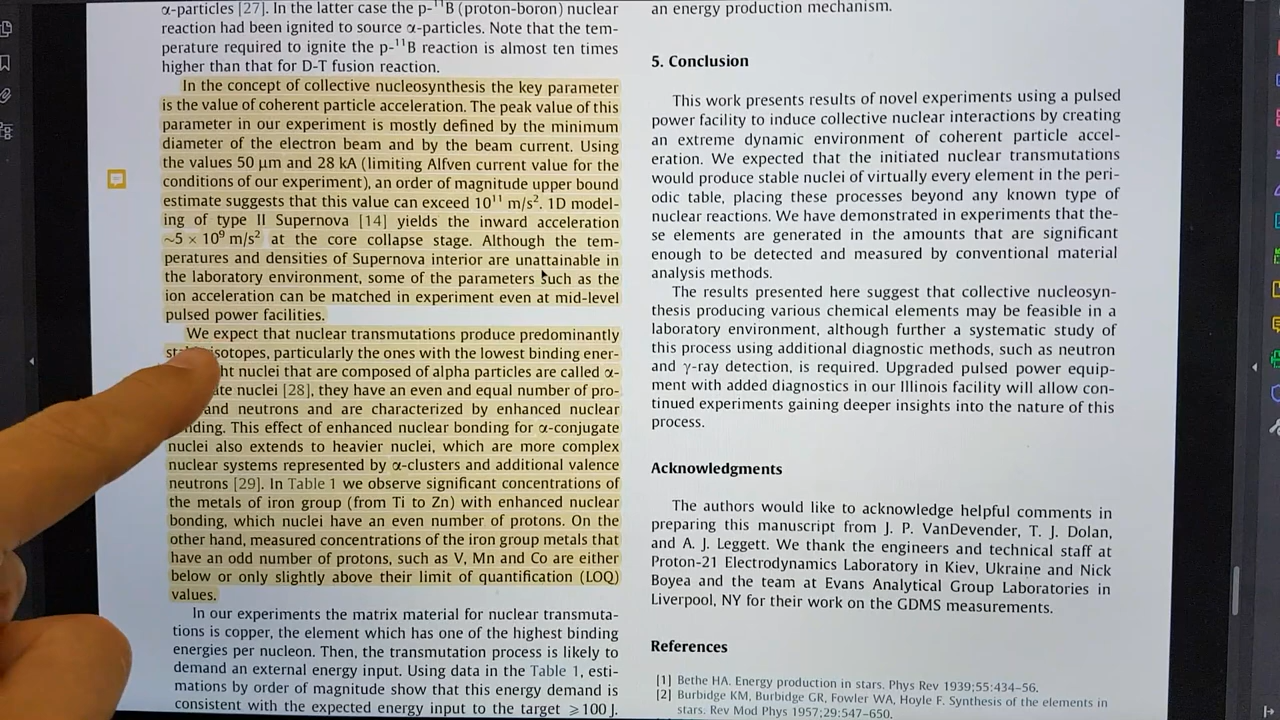 α-particles [27]. In the latter case the p-¹¹B (proton-boron) nuclear
reaction had been ignited to source α-particles. Note that the tem-
perature required to ignite the p-¹¹B reaction is almost ten times
higher than that for D-T fusion reaction.
In the concept of collective nucleosynthesis the key parameter
is the value of coherent particle acceleration. The peak value of this
parameter in our experiment is mostly defined by the minimum
diameter of the electron beam and by the beam current. Using
the values 50 μm and 28 kA (limiting Alfven current value for the
conditions of our experiment), an order of magnitude upper bound
estimate suggests that this value can exceed 10¹¹ m/s². 1D model-
ing of type II Supernova [14] yields the inward acceleration
~5 × 10⁹ m/s² at the core collapse stage. Although the tem-
peratures and densities of Supernova interior are unattainable in
the laboratory environment, some of the parameters such as the
ion acceleration can be matched in experiment even at mid-level
pulsed power facilities.
We expect that nuclear transmutations produce predominantly
isotopes, particularly the ones with the lowest binding ener-
nuclei that are composed of alpha particles are called α-
nuclei [28], they have an even and equal number of pro-
and neutrons and are characterized by enhanced nuclear
This effect of enhanced nuclear bonding for α-conjugate
nuclei also extends to heavier nuclei, which are more complex
nuclear systems represented by α-clusters and additional valence
neutrons [29]. In Table 1 we observe significant concentrations of
the metals of iron group (from Ti to Zn) with enhanced nuclear
bonding, which nuclei have an even number of protons. On the
other hand, measured concentrations of the iron group metals that
have an odd number of protons, such as V, Mn and Co are either
below or only slightly above their limit of quantification (LOQ)
values.
In our experiments the matrix material for nuclear transmuta-
tions is copper, the element which has one of the highest binding
energies per nucleon. Then, the transmutation process is likely to
demand an external energy input. Using data in the Table 1, esti-
mations by order of magnitude show that this energy demand is
consistent with the expected energy input to the target ⩾100 J.
an energy production mechanism.
5. Conclusion
This work presents results of novel experiments using a pulsed
power facility to induce collective nuclear interactions by creating
an extreme dynamic environment of coherent particle accel-
eration. We expected that the initiated nuclear transmutations
would produce stable nuclei of virtually every element in the peri-
odic table, placing these processes beyond any known type of
nuclear reactions. We have demonstrated in experiments that the-
se elements are generated in the amounts that are significant
enough to be detected and measured by conventional material
analysis methods.
The results presented here suggest that collective nucleosyn-
thesis producing various chemical elements may be feasible in a
laboratory environment, although further a systematic study of
this process using additional diagnostic methods, such as neutron
and γ-ray detection, is required. Upgraded pulsed power equip-
ment with added diagnostics in our Illinois facility will allow con-
tinued experiments gaining deeper insights into the nature of this
process.
Acknowledgments
The authors would like to acknowledge helpful comments in
preparing this manuscript from J. P. VanDevender, T. J. Dolan,
and A. J. Leggett. We thank the engineers and technical staff at
Proton-21 Electrodynamics Laboratory in Kiev, Ukraine and Nick
Boyea and the team at Evans Analytical Group Laboratories in
Liverpool, NY for their work on the GDMS measurements.
References
[1] Bethe HA. Energy production in stars. Phys Rev 1939;55:434–56.
[2] Burbidge KM, Burbidge GR, Fowler WA, Hoyle F. Synthesis of the elements in
stars. Rev Mod Phys 1957;29:547–650.